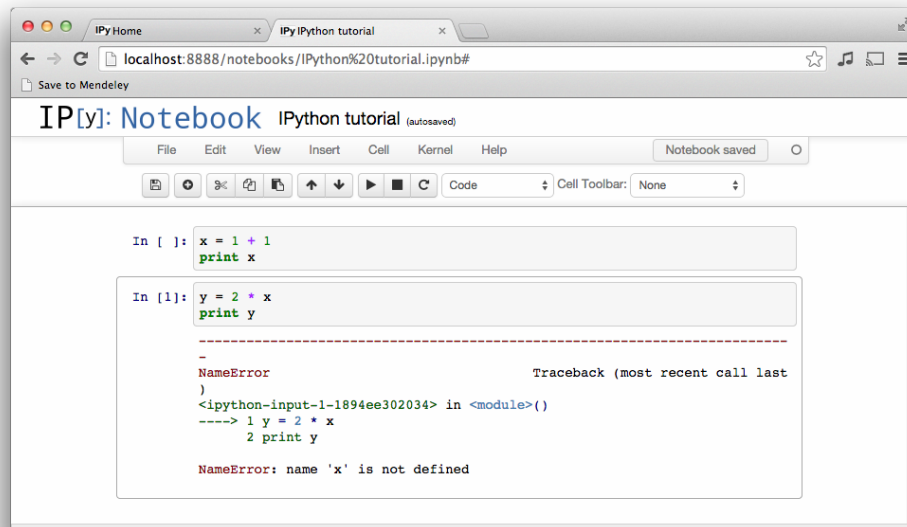 IPy Home
IPy IPython tutorial
localhost:8888/notebooks/IPython%20tutorial.ipynb#
Save to Mendeley
IP[y]: Notebook IPython tutorial (autosaved)
File Edit View Insert Cell Kernel Help Notebook saved
Code Cell Toolbar: None
In [ ]: x = 1 + 1
print x
In [1]: y = 2 * x
print y
---------------------------------------------------------------------------
-
NameError Traceback (most recent call last
)
<ipython-input-1-1894ee302034> in <module>()
----> 1 y = 2 * x
2 print y
NameError: name 'x' is not defined